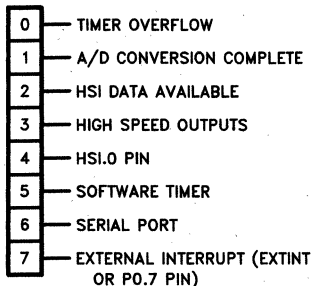 0 TIMER OVERFLOW
1 A/D CONVERSION COMPLETE
2 HSI DATA AVAILABLE
3 HIGH SPEED OUTPUTS
4 HSI.0 PIN
5 SOFTWARE TIMER
6 SERIAL PORT
7 EXTERNAL INTERRUPT (EXTINT
OR P0.7 PIN)